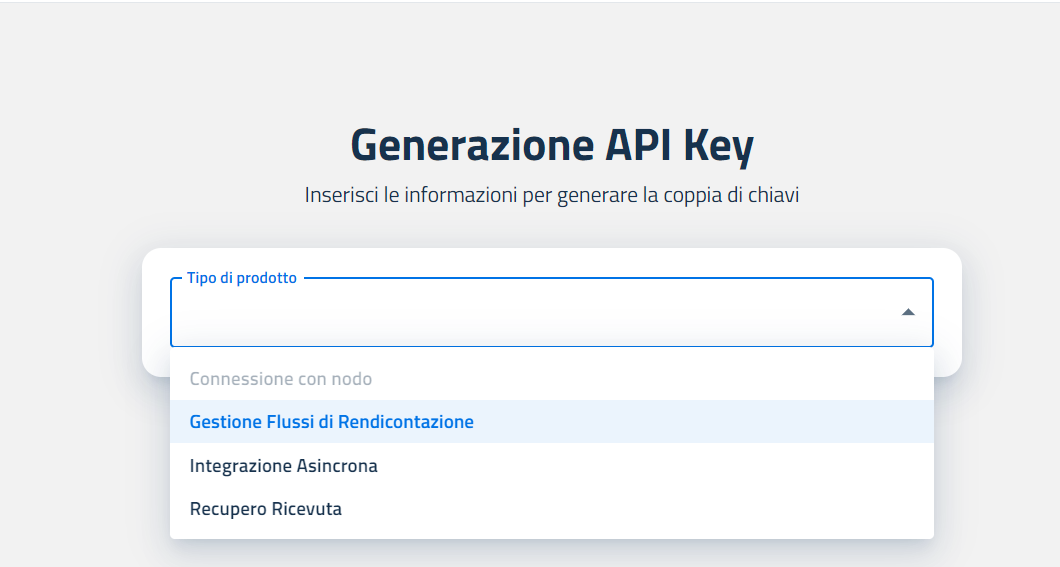 Generazione API Key
Inserisci le informazioni per generare la coppia di chiavi
Tipo di prodotto
Connessione con nodo
Gestione Flussi di Rendicontazione
Integrazione Asincrona
Recupero Ricevuta